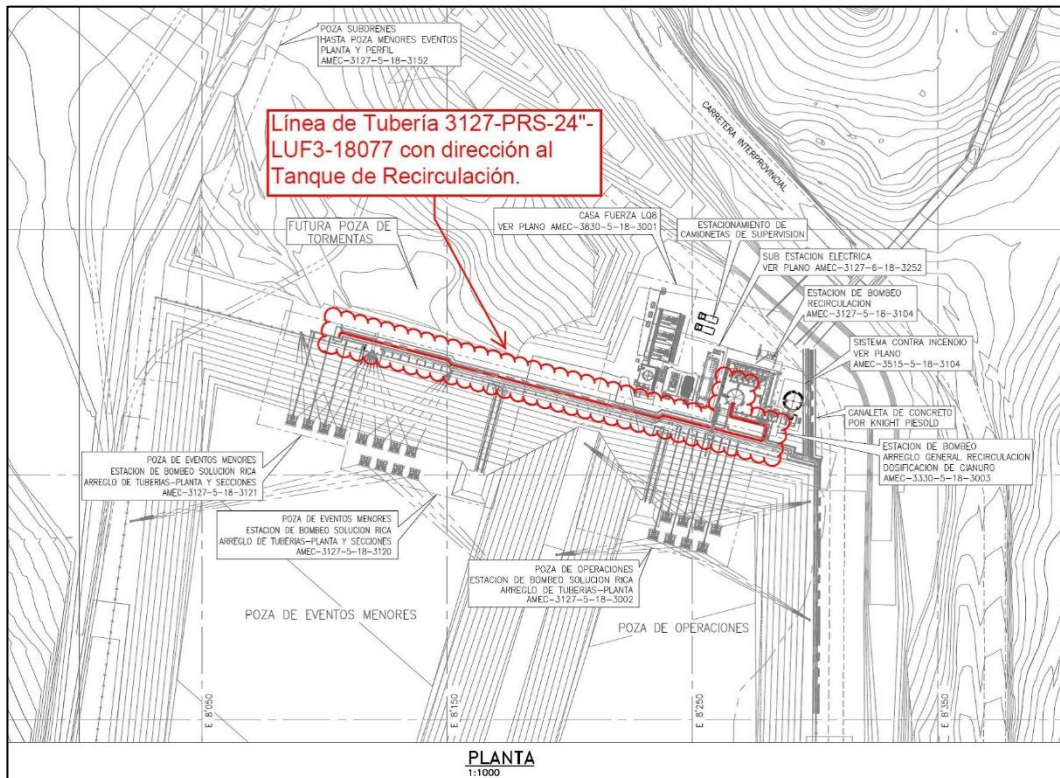 POZA SUBDRENES
HASTA POZA MENORES EVENTOS
PLANTA Y PERFIL
AMEC-3127-5-18-3152
Línea de Tubería 3127-PRS-24"-
LUF3-18077 con dirección al
Tanque de Recirculación.
CARRETERA INTERPROVINCIAL
FUTURA POZA DE
TORMENTAS
CASA FUERZA LQ8
VER PLANO AMEC-3830-5-18-3001
ESTACIONAMIENTO DE
CAMIONETAS DE SUPERVISION
SUB ESTACION ELECTRICA
VER PLANO AMEC-3127-6-18-3252
ESTACION DE BOMBEO
RECIRCULACION
AMEC-3127-5-18-3104
SISTEMA CONTRA INCENDIO
VER PLANO
AMEC-3515-5-18-3104
CANALETA DE CONCRETO
POR KNIGHT PIESOLD
ESTACION DE BOMBEO
ARREGLO GENERAL RECIRCULACION
DOSIFICACION DE CIANURO
AMEC-3330-5-18-3003
POZA DE EVENTOS MENORES
ESTACION DE BOMBEO SOLUCION RICA
ARREGLO DE TUBERIAS-PLANTA Y SECCIONES
AMEC-3127-5-18-3121
POZA DE EVENTOS MENORES
ESTACION DE BOMBEO SOLUCION RICA
ARREGLO DE TUBERIAS-PLANTA Y SECCIONES
AMEC-3127-5-18-3120
POZA DE OPERACIONES
ESTACION DE BOMBEO SOLUCION RICA
ARREGLO DE TUBERIAS-PLANTA
AMEC-3127-5-18-3002
POZA DE EVENTOS MENORES
POZA DE OPERACIONES
E 8'050
E 8'150
E 8'250
E 8'350
PLANTA
1:1000